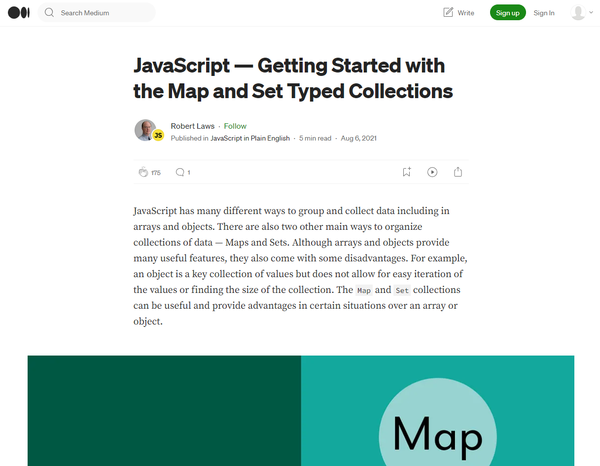 Search Medium
Write
Sign up
Sign In
JavaScript — Getting Started with
the Map and Set Typed Collections
Robert Laws · Follow
Published in JavaScript in Plain English · 5 min read · Aug 6, 2021
JS
175
1
JavaScript has many different ways to group and collect data including in
arrays and objects. There are also two other main ways to organize
collections of data — Maps and Sets. Although arrays and objects provide
many useful features, they also come with some disadvantages. For example,
an object is a key collection of values but does not allow for easy iteration of
the values or finding the size of the collection. The Map and Set collections
can be useful and provide advantages in certain situations over an array or
object.
Map